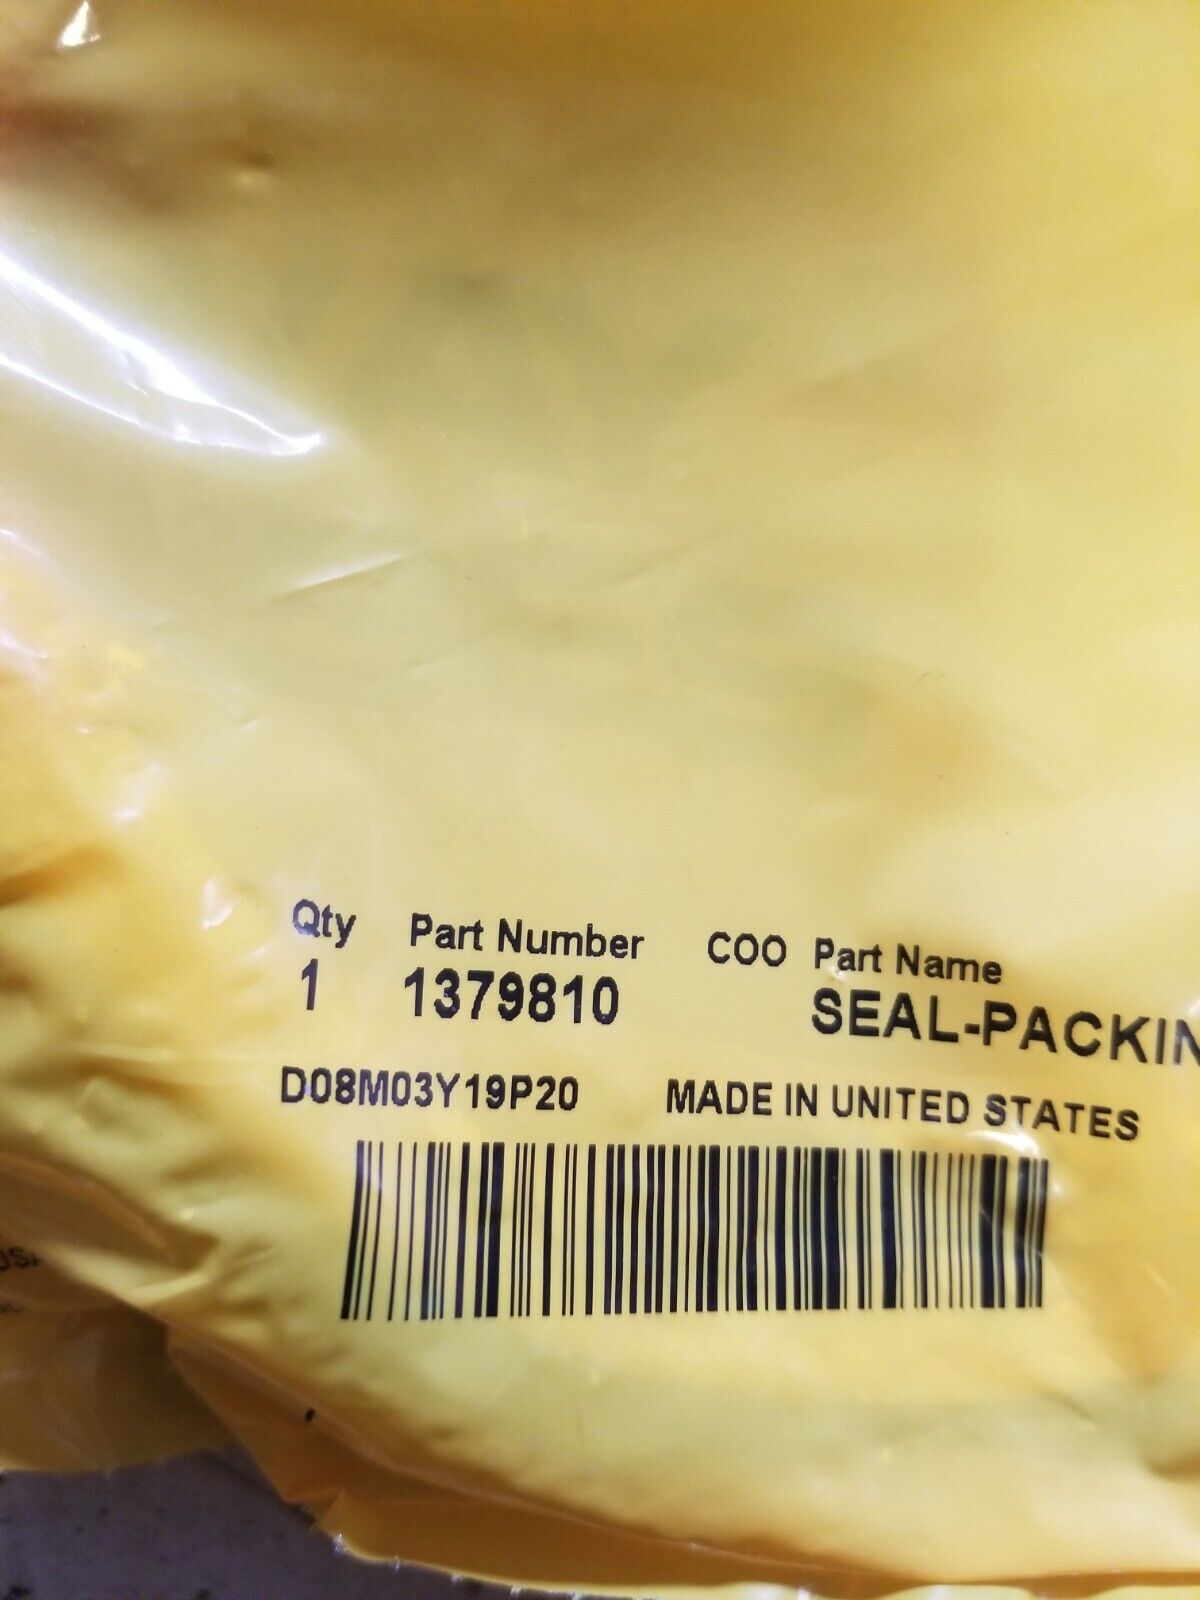 Qty Part Number COO Part Name
1 1379810 SEAL-PACKIN
D08M03Y19P20 MADE IN UNITED STATES